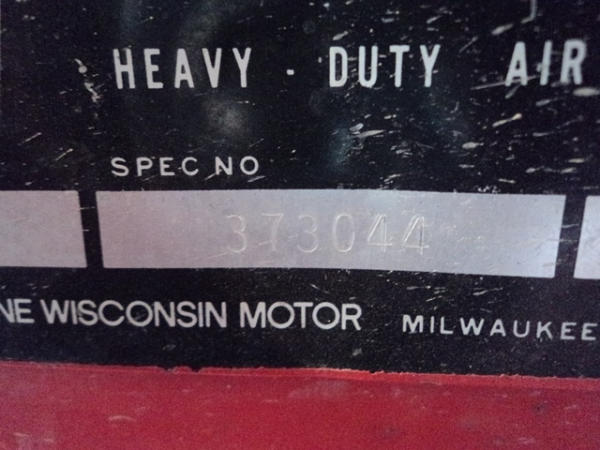 HEAVY - DUTY AIR
SPEC NO
373044
NE WISCONSIN MOTOR MILWAUKEE